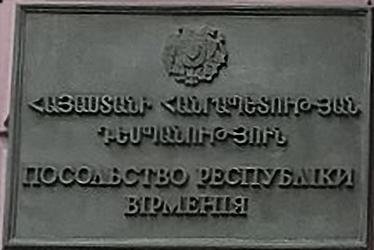 ՀԱՅԱՍՏԱՆԻ ՀԱՆՐԱՊԵՏՈՒԹՅԱՆ
ԴԵՍՊԱՆՈՒԹՅՈՒՆ
ПОСОЛЬСТВО РЕСПУБЛІКИ
ВІРМЕНІЯ